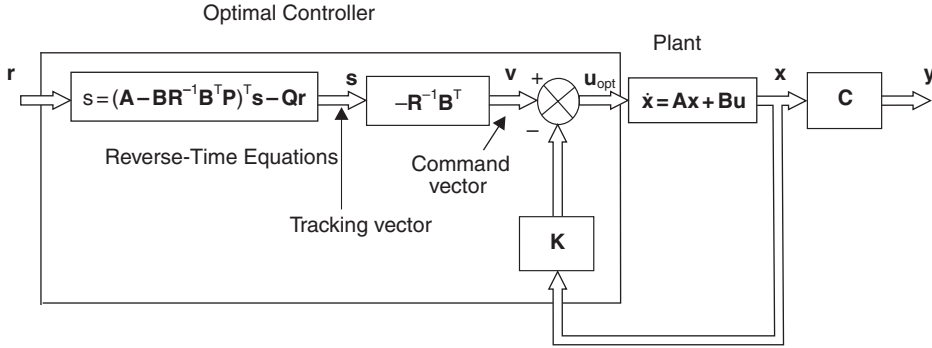 Optimal Controller
Plant
r
s = (A – BR⁻¹BᵀP)ᵀs – Qr
s
–R⁻¹Bᵀ
v
+
–
u_opt
ẋ = Ax + Bu
x
C
y
Reverse-Time Equations
Command
vector
Tracking vector
K